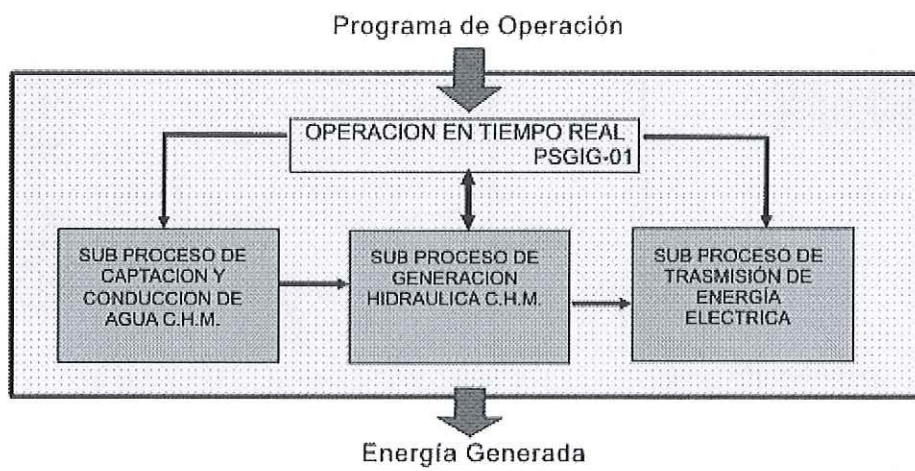 Programa de Operación
OPERACION EN TIEMPO REAL
PSGIG-01
SUB PROCESO DE
CAPTACION Y
CONDUCCION DE
AGUA C.H.M.
SUB PROCESO DE
GENERACION
HIDRAULICA C.H.M.
SUB PROCESO DE
TRASMISIÓN DE
ENERGÍA
ELECTRICA
Energía Generada